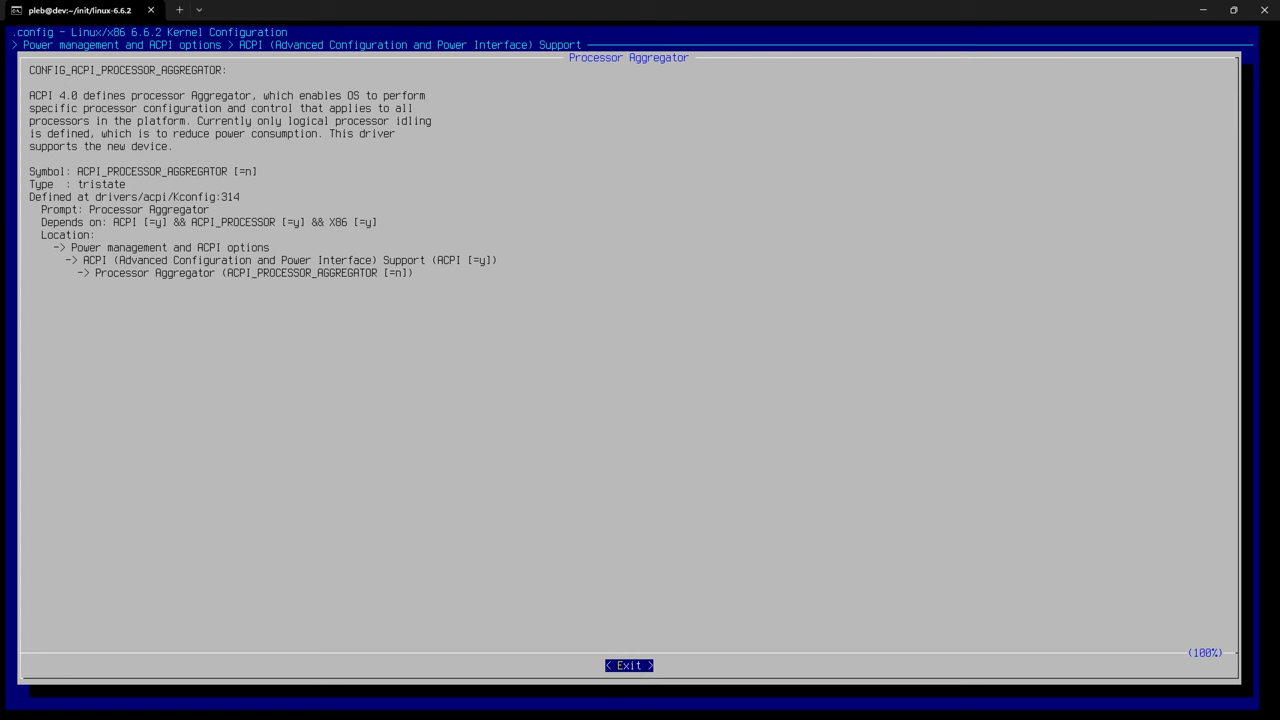 pleb@dev:~/init/linux-6.6.2
.config - Linux/x86 6.6.2 Kernel Configuration
> Power management and ACPI options > ACPI (Advanced Configuration and Power Interface) Support
Processor Aggregator
CONFIG_ACPI_PROCESSOR_AGGREGATOR:
ACPI 4.0 defines processor Aggregator, which enables OS to perform
specific processor configuration and control that applies to all
processors in the platform. Currently only logical processor idling
is defined, which is to reduce power consumption. This driver
supports the new device.
Symbol: ACPI_PROCESSOR_AGGREGATOR [=n]
Type  : tristate
Defined at drivers/acpi/Kconfig:314
  Prompt: Processor Aggregator
  Depends on: ACPI [=y] && ACPI_PROCESSOR [=y] && X86 [=y]
  Location:
    -> Power management and ACPI options
      -> ACPI (Advanced Configuration and Power Interface) Support (ACPI [=y])
        -> Processor Aggregator (ACPI_PROCESSOR_AGGREGATOR [=n])
(100%)
< Exit >